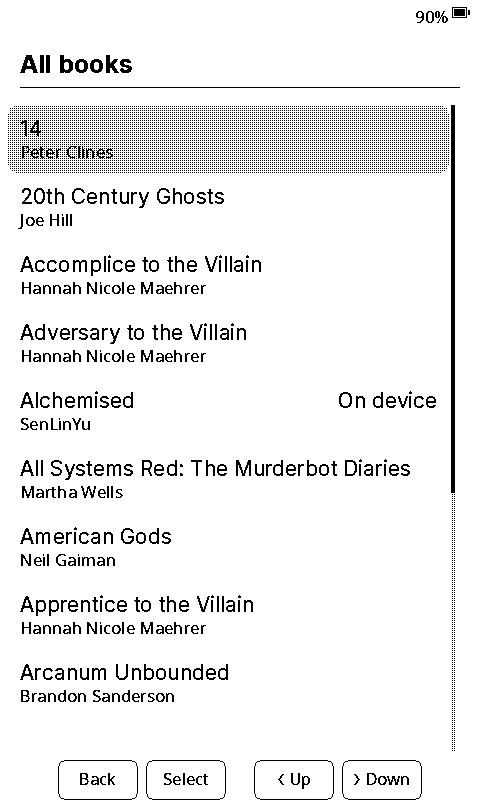 90%
All books
14
Peter Clines
20th Century Ghosts
Joe Hill
Accomplice to the Villain
Hannah Nicole Maehrer
Adversary to the Villain
Hannah Nicole Maehrer
Alchemised On device
SenLinYu
All Systems Red: The Murderbot Diaries
Martha Wells
American Gods
Neil Gaiman
Apprentice to the Villain
Hannah Nicole Maehrer
Arcanum Unbounded
Brandon Sanderson
Back Select < Up > Down